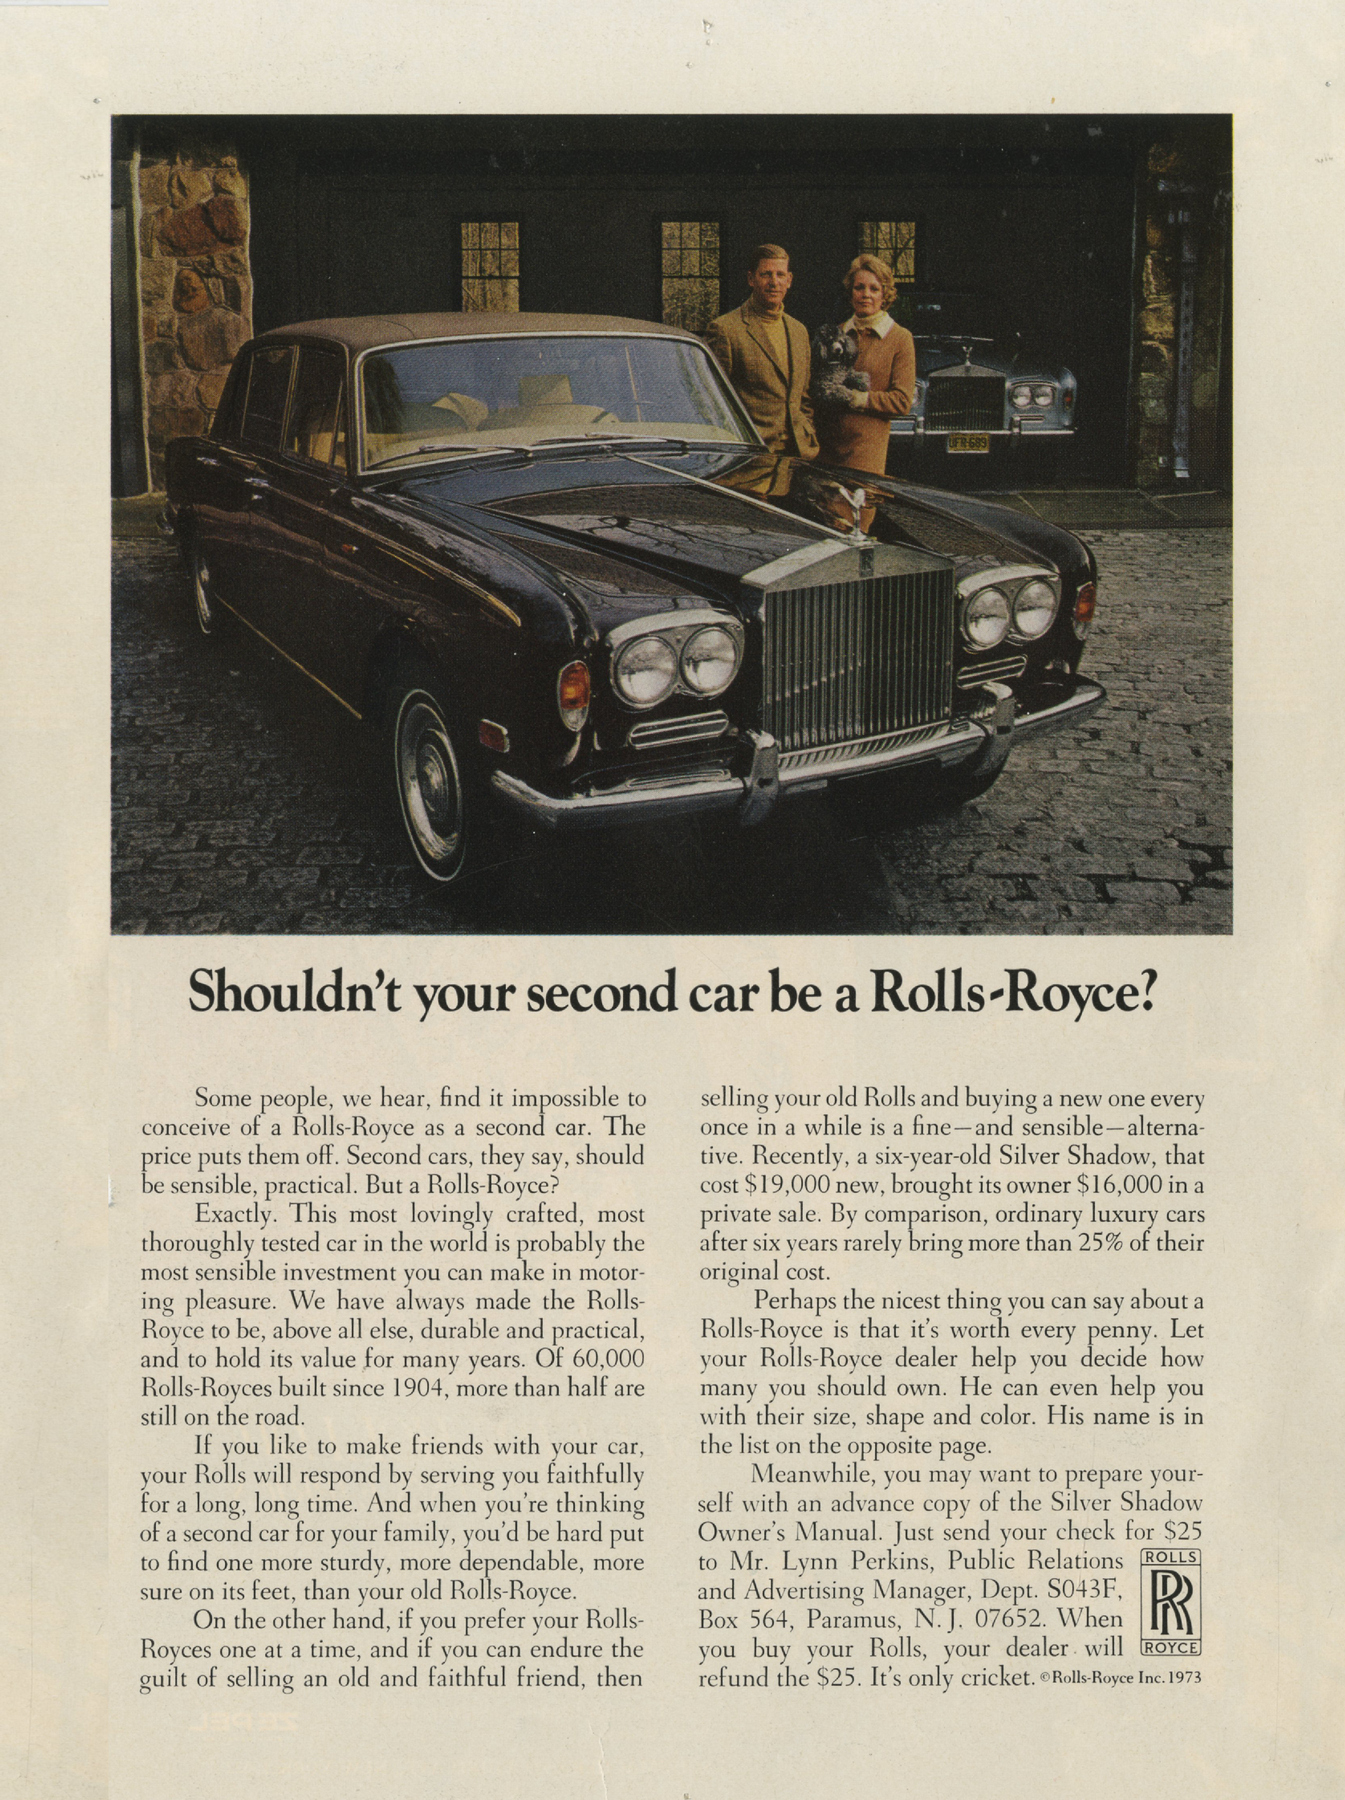 UFR-689
Shouldn't your second car be a Rolls-Royce?
Some people, we hear, find it impossible to
conceive of a Rolls-Royce as a second car. The
price puts them off. Second cars, they say, should
be sensible, practical. But a Rolls-Royce?
Exactly. This most lovingly crafted, most
thoroughly tested car in the world is probably the
most sensible investment you can make in motor-
ing pleasure. We have always made the Rolls-
Royce to be, above all else, durable and practical,
and to hold its value for many years. Of 60,000
Rolls-Royces built since 1904, more than half are
still on the road.
If you like to make friends with your car,
your Rolls will respond by serving you faithfully
for a long, long time. And when you're thinking
of a second car for your family, you'd be hard put
to find one more sturdy, more dependable, more
sure on its feet, than your old Rolls-Royce.
On the other hand, if you prefer your Rolls-
Royces one at a time, and if you can endure the
guilt of selling an old and faithful friend, then
selling your old Rolls and buying a new one every
once in a while is a fine—and sensible—alterna-
tive. Recently, a six-year-old Silver Shadow, that
cost $19,000 new, brought its owner $16,000 in a
private sale. By comparison, ordinary luxury cars
after six years rarely bring more than 25% of their
original cost.
Perhaps the nicest thing you can say about a
Rolls-Royce is that it's worth every penny. Let
your Rolls-Royce dealer help you decide how
many you should own. He can even help you
with their size, shape and color. His name is in
the list on the opposite page.
Meanwhile, you may want to prepare your-
self with an advance copy of the Silver Shadow
Owner's Manual. Just send your check for $25
to Mr. Lynn Perkins, Public Relations
and Advertising Manager, Dept. S043F,
Box 564, Paramus, N.J. 07652. When
you buy your Rolls, your dealer will
refund the $25. It's only cricket. ©Rolls-Royce Inc. 1973
ROLLS
RR
ROYCE